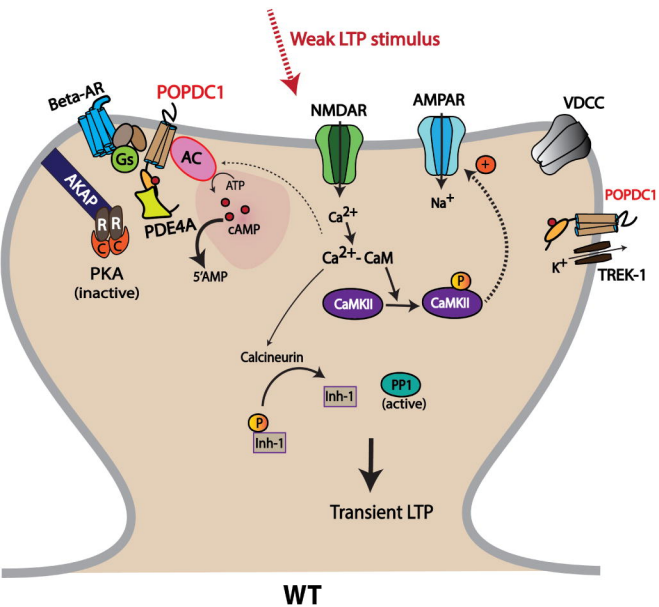 Weak LTP stimulus
Beta-AR
POPDC1
NMDAR
AMPAR
VDCC
Gs
AC
ATP
+
AKAP
PDE4A
cAMP
Na+
POPDC1
R R
C C
Ca2+
PKA
(inactive)
5'AMP
Ca2+- CaM
K+
TREK-1
P
CaMKII
CaMKII
Calcineurin
Inh-1
PP1
(active)
P
Inh-1
Transient LTP
WT